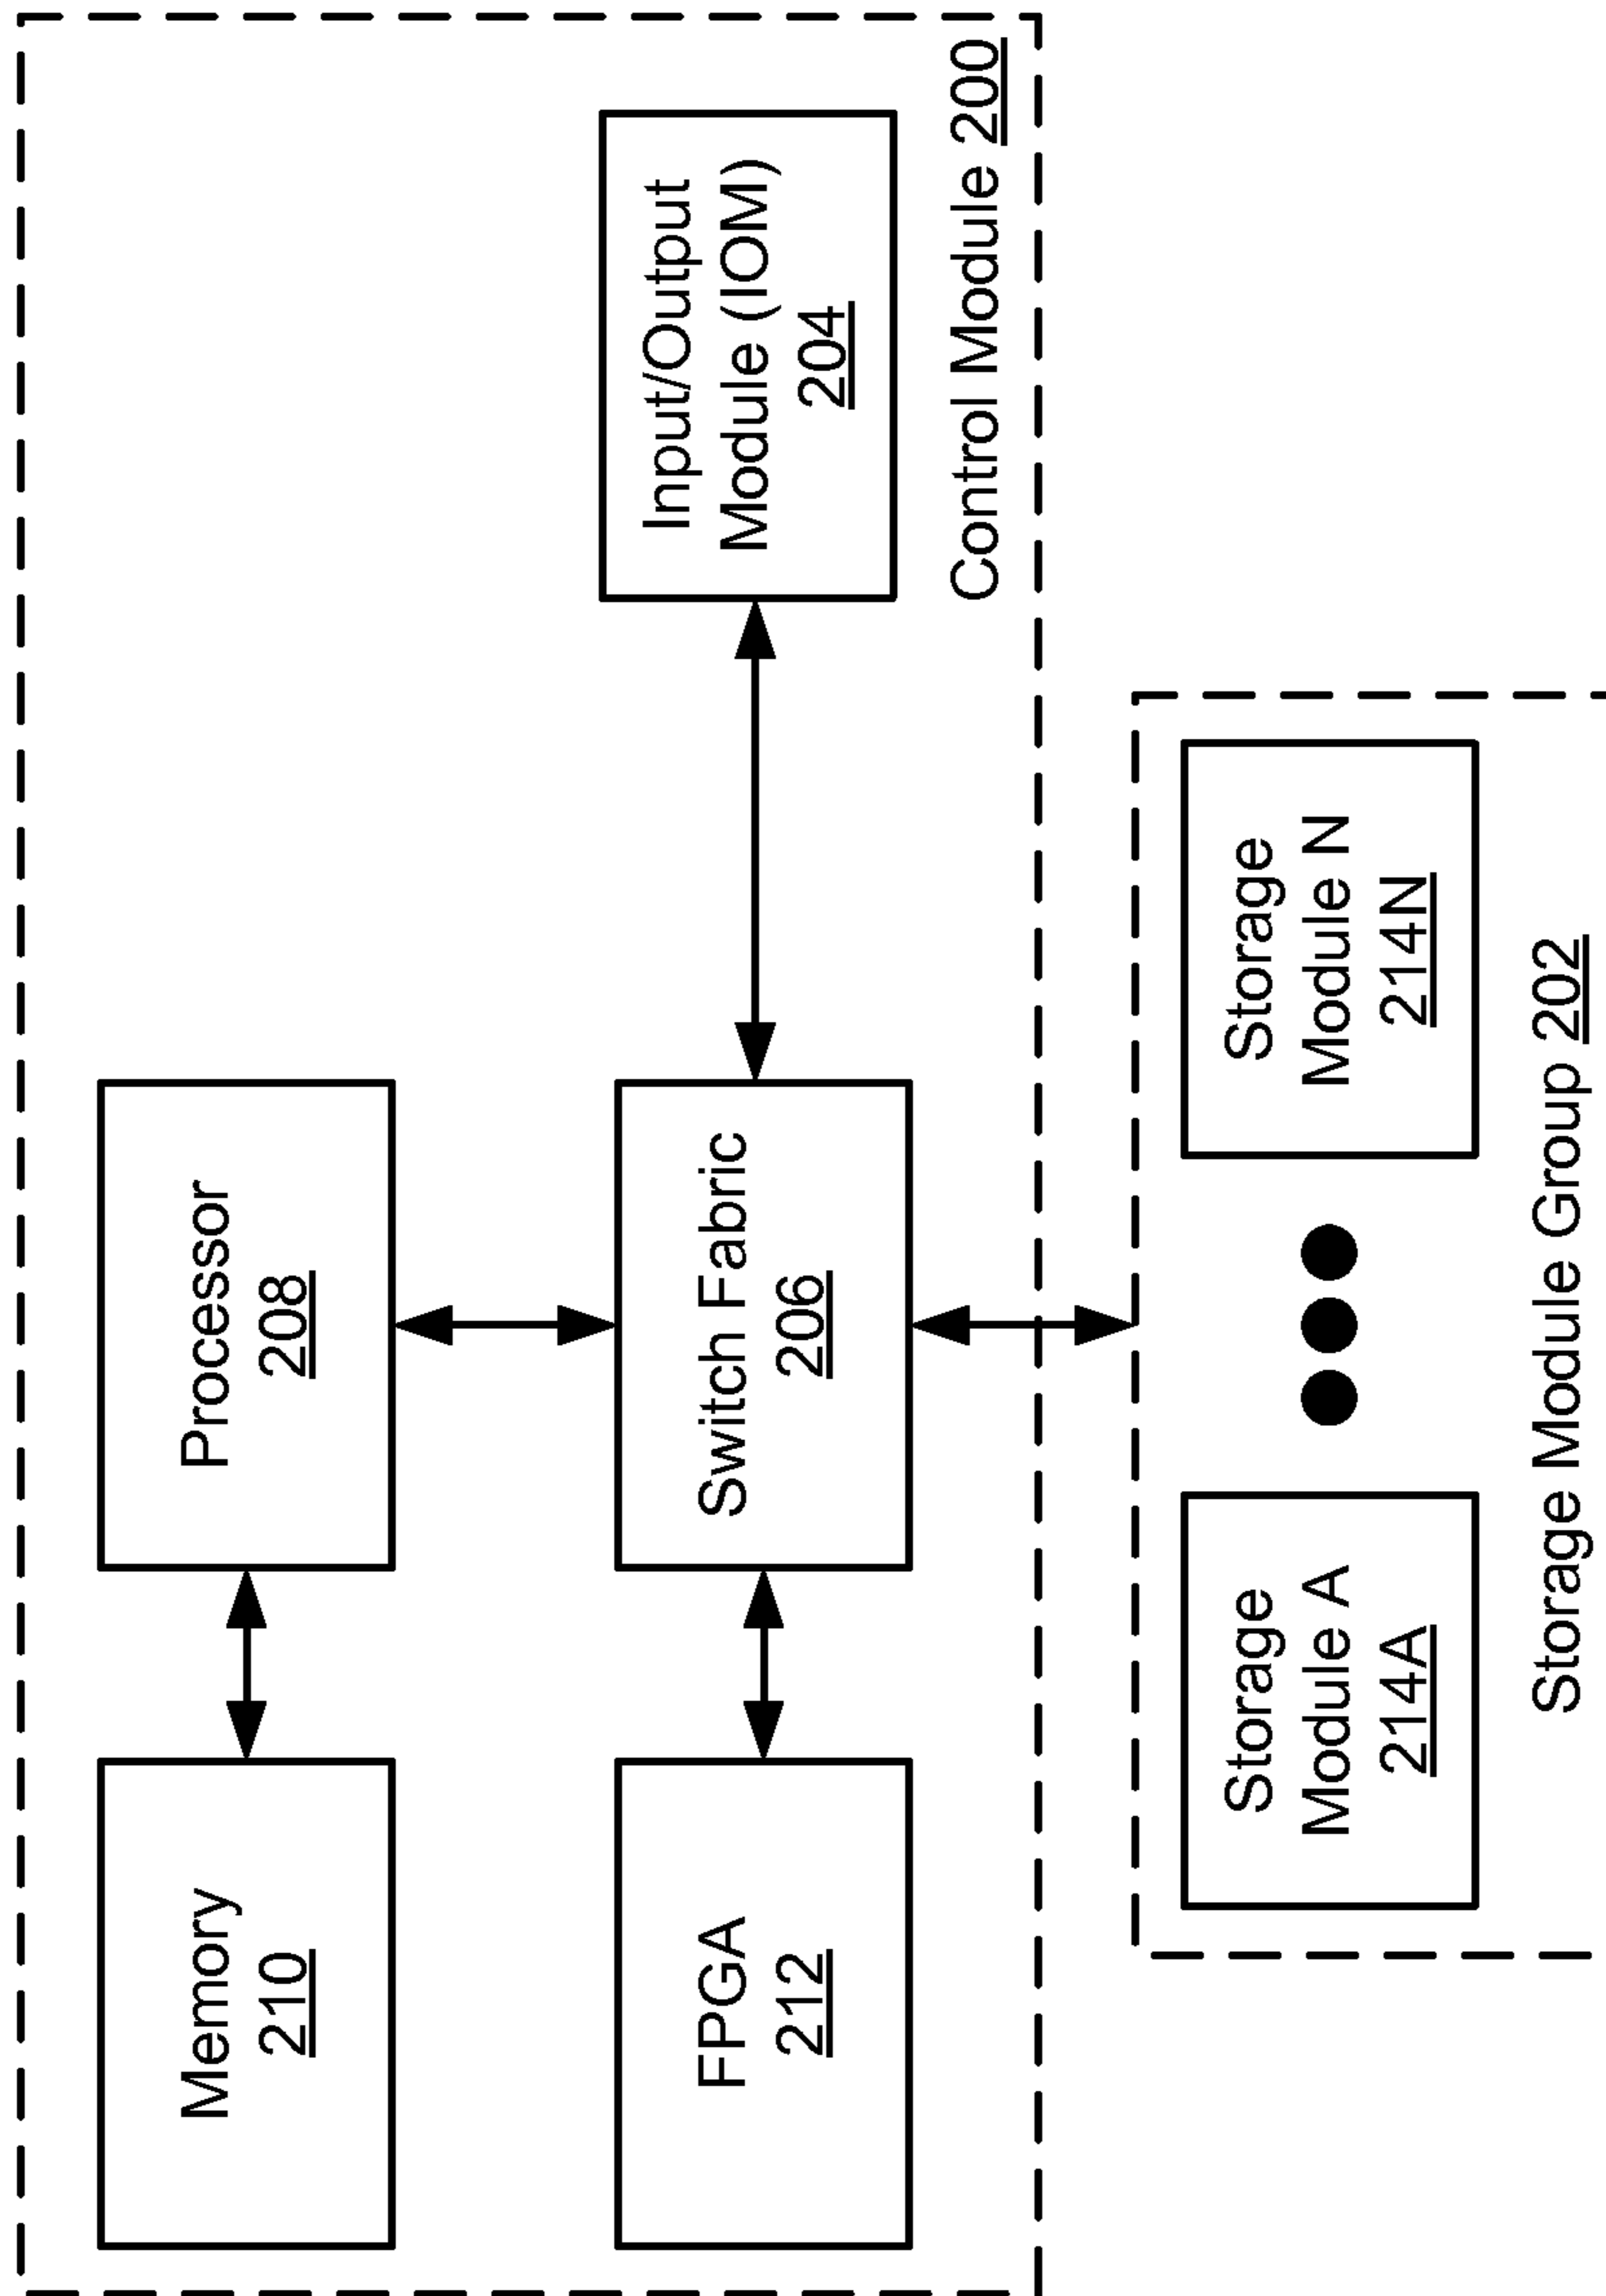 Memory
210
Processor
208
FPGA
212
Switch Fabric
206
Input/Output
Module (IOM)
204
Control Module 200
Storage
Module A
214A
Storage
Module N
214N
Storage Module Group 202